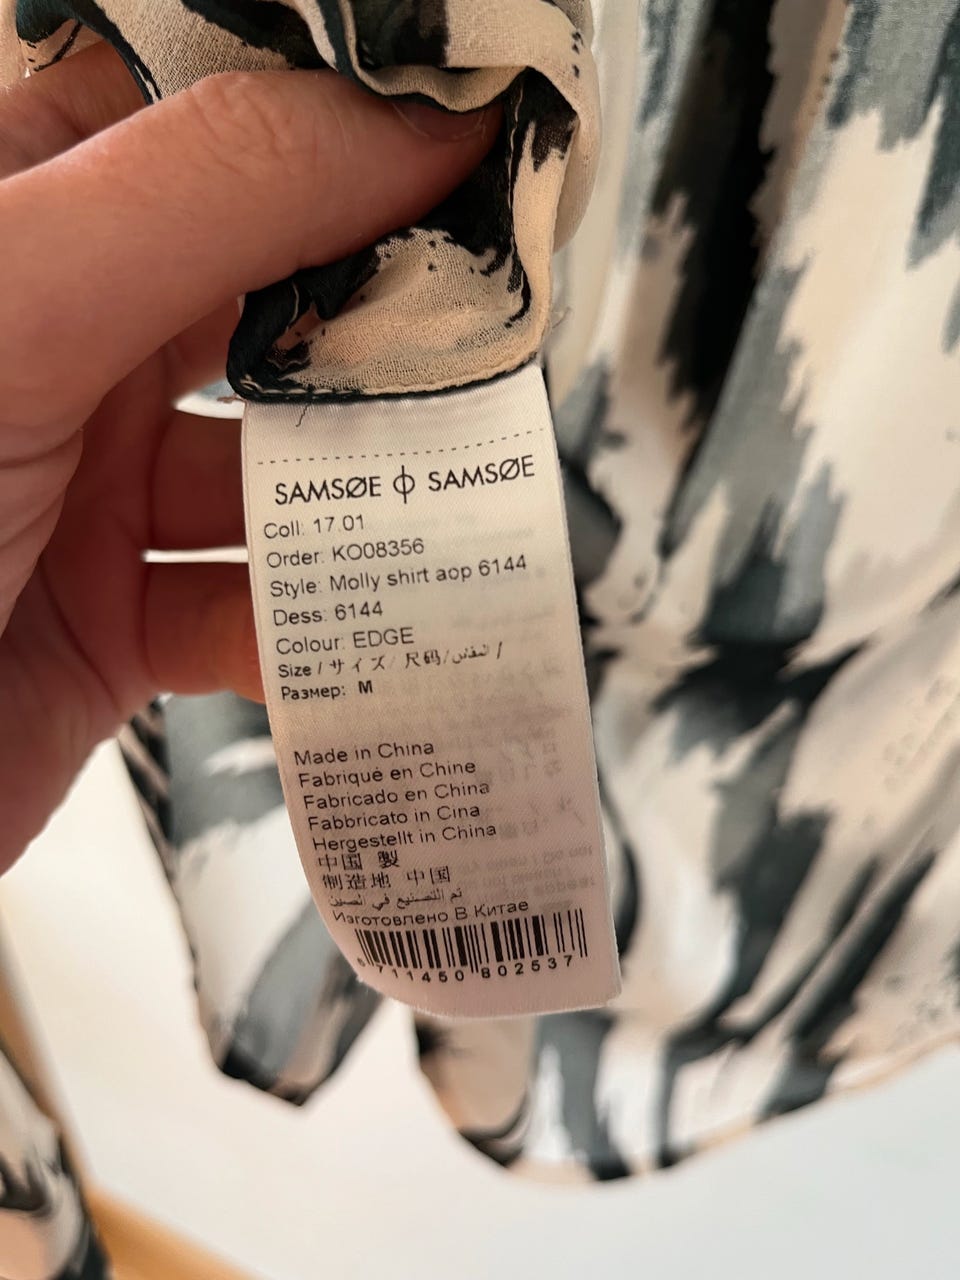 SAMSØE ϕ SAMSØE
Coll. 17.01
Order: KO08356
Style: Molly shirt aop 6144
Dess: 6144
Colour: EDGE
Size / サイズ/ 尺码/المقاس /
Размер: M
Made in China
Fabriqué en Chine
Fabricado en China
Fabbricato in Cina
Hergestellt in China
中国 製
制造地 中国
تم التصنيع في الصين
Изготовлено В Китае
711450 802537